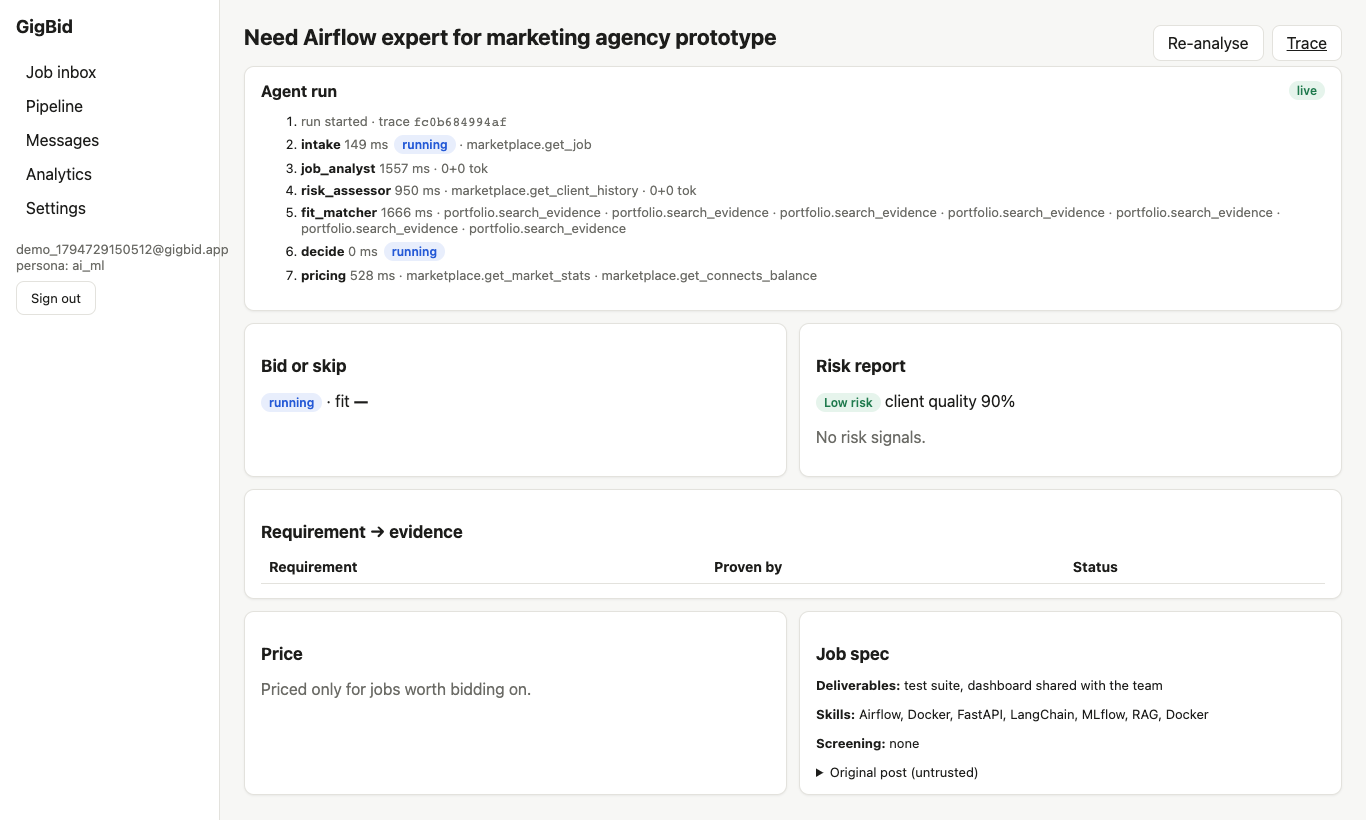 GigBid
Job inbox
Pipeline
Messages
Analytics
Settings
demo_1794729150512@gigbid.app
persona: ai_ml
Sign out
Need Airflow expert for marketing agency prototype
Re-analyse
Trace
Agent run
live
1. run started · trace fc0b684994af
2. intake 149 ms running · marketplace.get_job
3. job_analyst 1557 ms · 0+0 tok
4. risk_assessor 950 ms · marketplace.get_client_history · 0+0 tok
5. fit_matcher 1666 ms · portfolio.search_evidence · portfolio.search_evidence · portfolio.search_evidence · portfolio.search_evidence · portfolio.search_evidence ·
portfolio.search_evidence · portfolio.search_evidence
6. decide 0 ms running
7. pricing 528 ms · marketplace.get_market_stats · marketplace.get_connects_balance
Bid or skip
running · fit —
Risk report
Low risk client quality 90%
No risk signals.
Requirement → evidence
Requirement Proven by Status
Price
Priced only for jobs worth bidding on.
Job spec
Deliverables: test suite, dashboard shared with the team
Skills: Airflow, Docker, FastAPI, LangChain, MLflow, RAG, Docker
Screening: none
▶ Original post (untrusted)